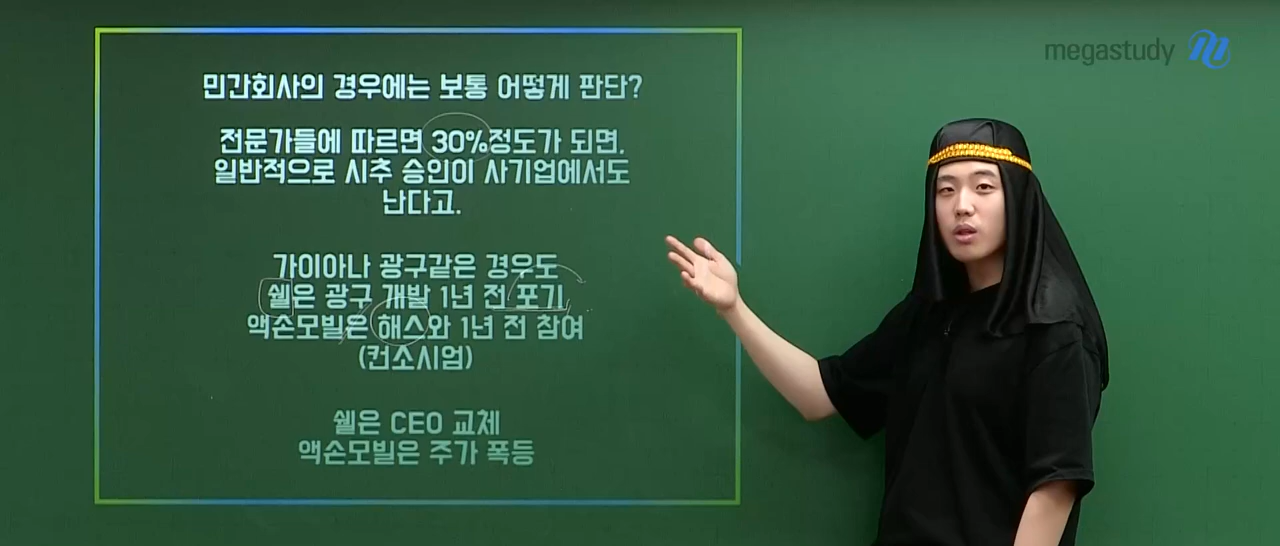 megastudy
민간회사의 경우에는 보통 어떻게 판단?
전문가들에 따르면 30%정도가 되면,
일반적으로 시추 승인이 사기업에서도
난다고.
가이아나 광구같은 경우도
쉘은 광구 개발 1년 전 포기
액손모빌은 해스와 1년 전 참여
(컨소시엄)
쉘은 CEO 교체
액손모빌은 주가 폭등